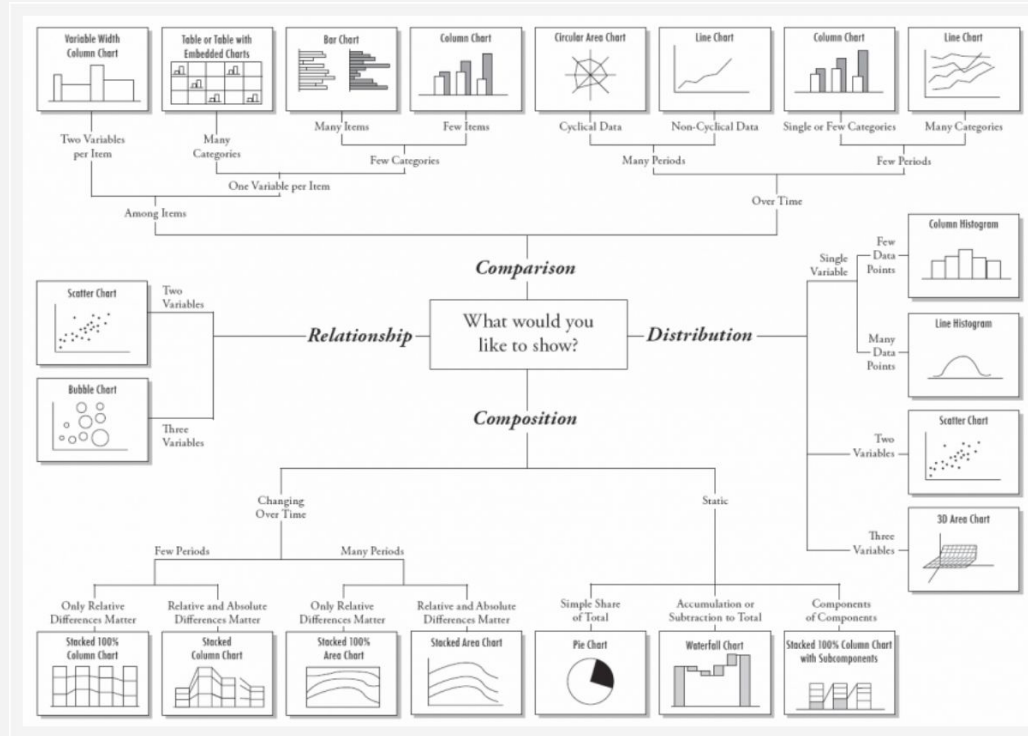 Variable Width
Column Chart
Table or Table with
Embedded Charts
Bar Chart
Column Chart
Circular Area Chart
Line Chart
Column Chart
Line Chart
Two Variables
per Item
Many
Categories
Many Items
Few Items
Cyclical Data
Non-Cyclical Data
Single or Few Categories
Many Categories
Few Categories
Many Periods
Few Periods
One Variable per Item
Over Time
Among Items
Comparison
What would you
like to show?
Relationship
Two
Variables
Scatter Chart
Bubble Chart
Three
Variables
Distribution
Single
Variable
Few
Data
Points
Column Histogram
Many
Data
Points
Line Histogram
Two
Variables
Scatter Chart
Three
Variables
3D Area Chart
Composition
Changing
Over Time
Static
Few Periods
Many Periods
Only Relative
Differences Matter
Relative and Absolute
Differences Matter
Only Relative
Differences Matter
Relative and Absolute
Differences Matter
Simple Share
of Total
Accumulation or
Subtraction to Total
Components
of Components
Stacked 100%
Column Chart
Stacked
Column Chart
Stacked 100%
Area Chart
Stacked Area Chart
Pie Chart
Waterfall Chart
Stacked 100% Column Chart
with Subcomponents